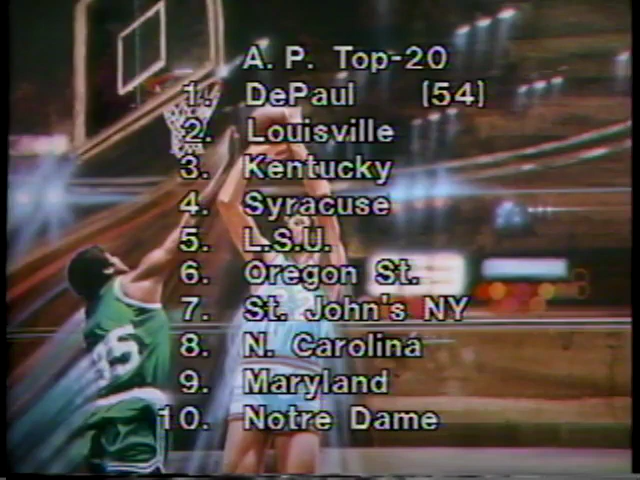 A.P. Top-20
1. DePaul (54)
2. Louisville
3. Kentucky
4. Syracuse
5. L.S.U.
6. Oregon St.
7. St. John's NY
8. N. Carolina
9. Maryland
10. Notre Dame